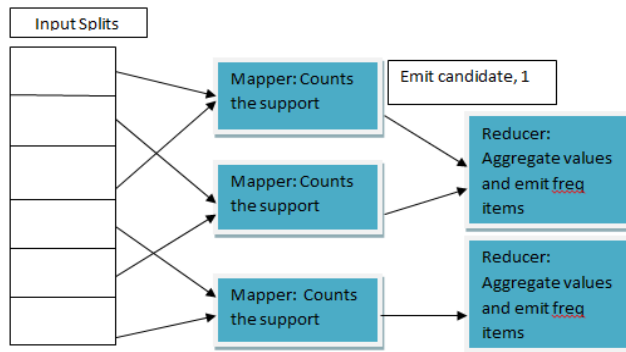 Input Splits
Mapper: Counts
the support
Emit candidate, 1
Mapper: Counts
the support
Mapper: Counts
the support
Reducer:
Aggregate values
and emit freq
items
Reducer:
Aggregate values
and emit freq
items